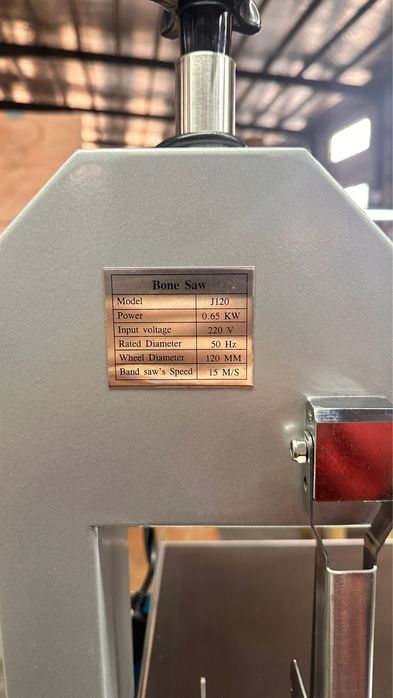 Bone Saw
Model J120
Power 0.65 KW
Input voltage 220 V
Rated Diameter 50 Hz
Wheel Diameter 120 MM
Band saw's Speed 15 M/S